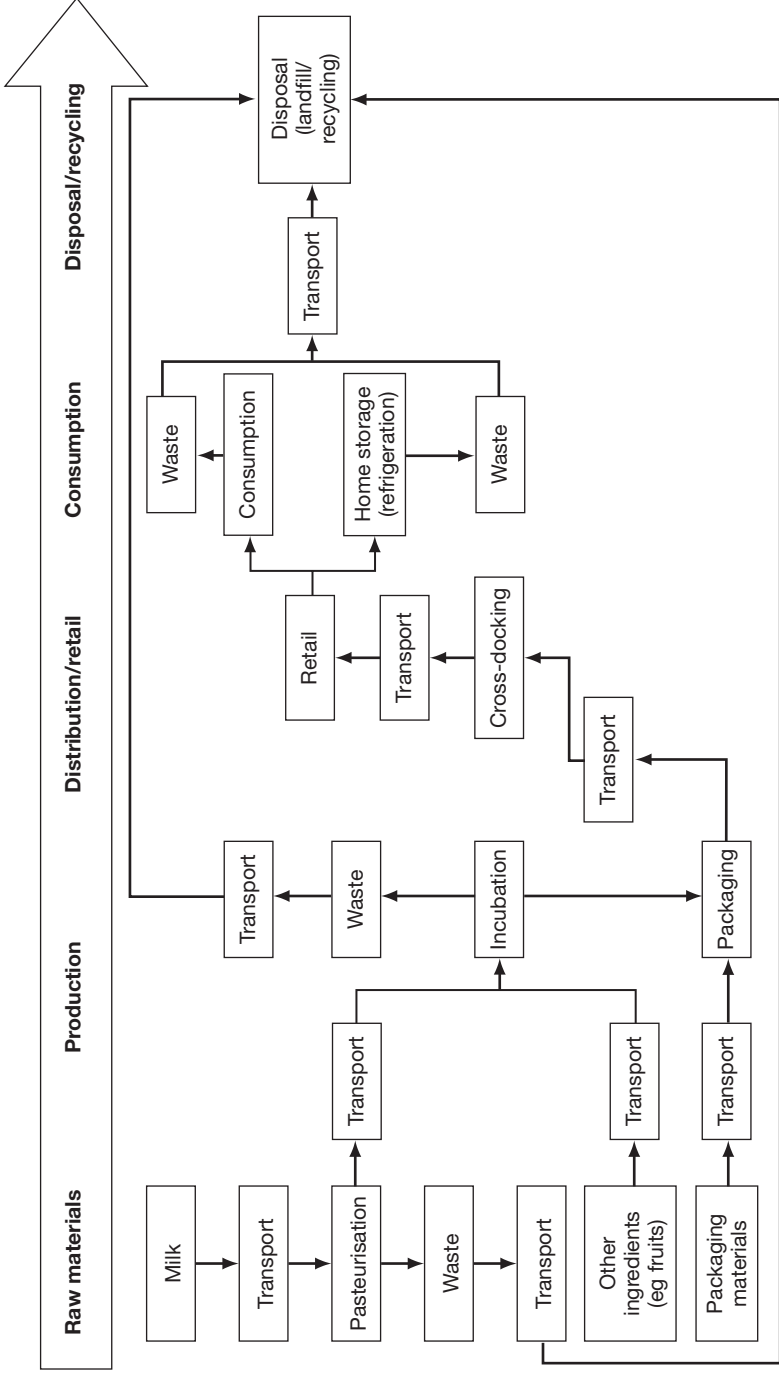 Raw materials
Production
Distribution/retail
Consumption
Disposal/recycling
Milk
Transport
Pasteurisation
Waste
Transport
Other
ingredients
(eg fruits)
Packaging
materials
Transport
Transport
Transport
Transport
Waste
Incubation
Packaging
Transport
Cross-docking
Transport
Retail
Waste
Consumption
Home storage
(refrigeration)
Waste
Transport
Disposal
(landfill/
recycling)